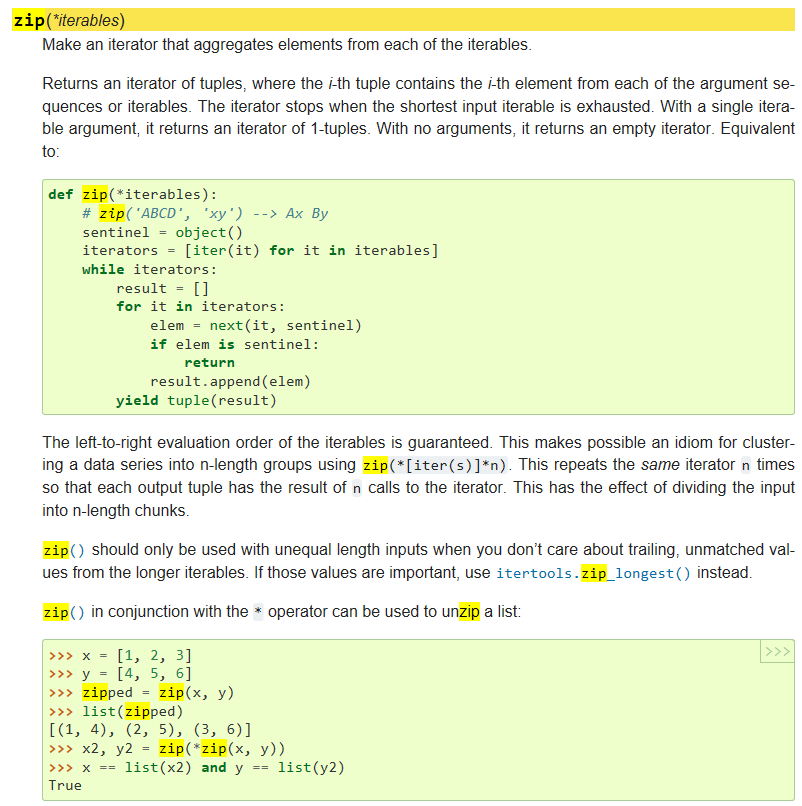 zip(*iterables)
Make an iterator that aggregates elements from each of the iterables.
Returns an iterator of tuples, where the i-th tuple contains the i-th element from each of the argument se-
quences or iterables. The iterator stops when the shortest input iterable is exhausted. With a single itera-
ble argument, it returns an iterator of 1-tuples. With no arguments, it returns an empty iterator. Equivalent
to:
def zip(*iterables):
    # zip('ABCD', 'xy') --> Ax By
    sentinel = object()
    iterators = [iter(it) for it in iterables]
    while iterators:
        result = []
        for it in iterators:
            elem = next(it, sentinel)
            if elem is sentinel:
                return
            result.append(elem)
        yield tuple(result)
The left-to-right evaluation order of the iterables is guaranteed. This makes possible an idiom for cluster-
ing a data series into n-length groups using zip(*[iter(s)]*n). This repeats the same iterator n times
so that each output tuple has the result of n calls to the iterator. This has the effect of dividing the input
into n-length chunks.
zip() should only be used with unequal length inputs when you don’t care about trailing, unmatched val-
ues from the longer iterables. If those values are important, use itertools.zip_longest() instead.
zip() in conjunction with the * operator can be used to unzip a list:
>>>
>>> x = [1, 2, 3]
>>> y = [4, 5, 6]
>>> zipped = zip(x, y)
>>> list(zipped)
[(1, 4), (2, 5), (3, 6)]
>>> x2, y2 = zip(*zip(x, y))
>>> x == list(x2) and y == list(y2)
True